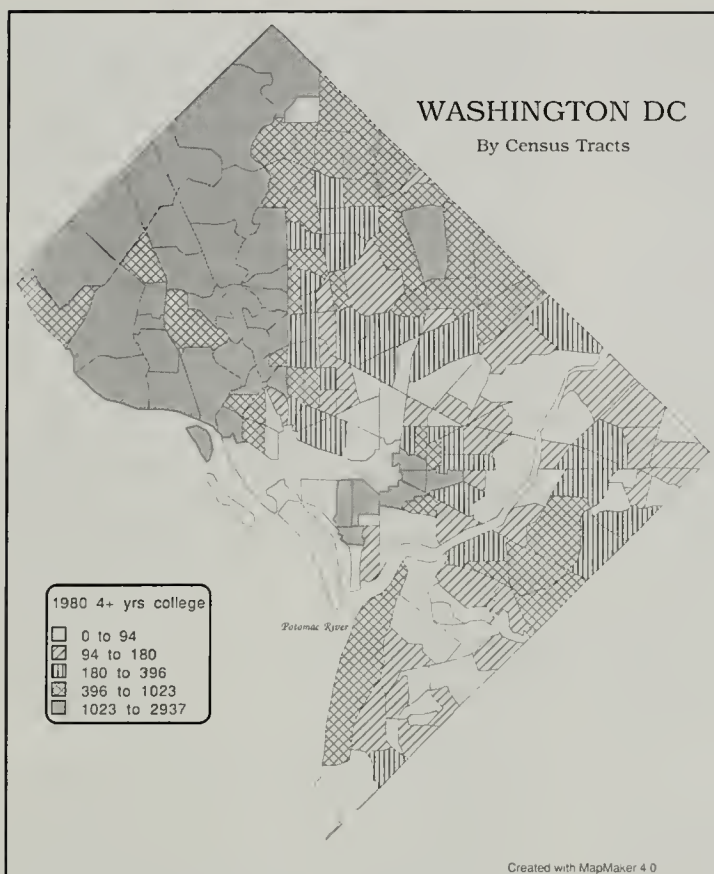 WASHINGTON DC
By Census Tracts
Potomac River
1980 4+ yrs college
0 to 94
94 to 180
180 to 396
396 to 1023
1023 to 2937
Created with MapMaker 4 0